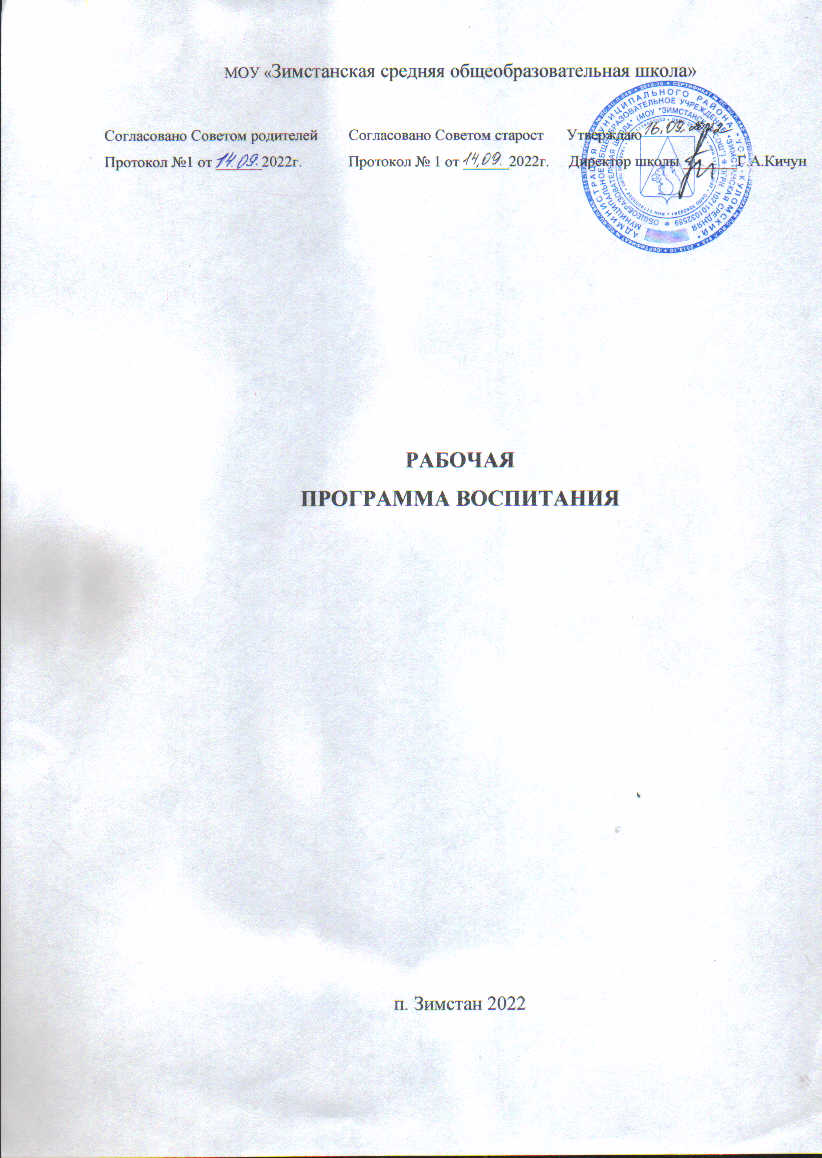 МОУ «Зимстанская средняя общеобразовательная школа»
Согласовано Советом родителей Согласовано Советом старост Утверждаю 16.09.
Протокол №1 от 14.09.2022г. Протокол № 1 от 14.09.2022г. Директор школы Г.А.Кичун
РАБОЧАЯ
ПРОГРАММА ВОСПИТАНИЯ
п. Зимстан 2022